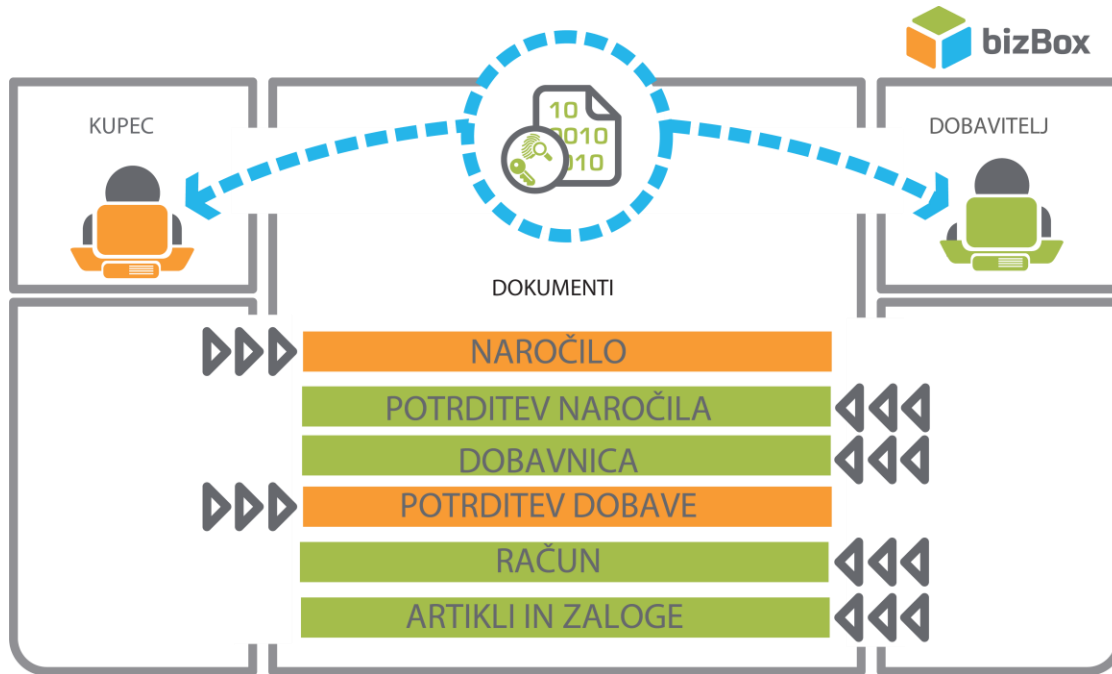 bizBox
KUPEC
DOBAVITELJ
10
0010
010
DOKUMENTI
NAROČILO
POTRDITEV NAROČILA
DOBAVNICA
POTRDITEV DOBAVE
RAČUN
ARTIKLI IN ZALOGE